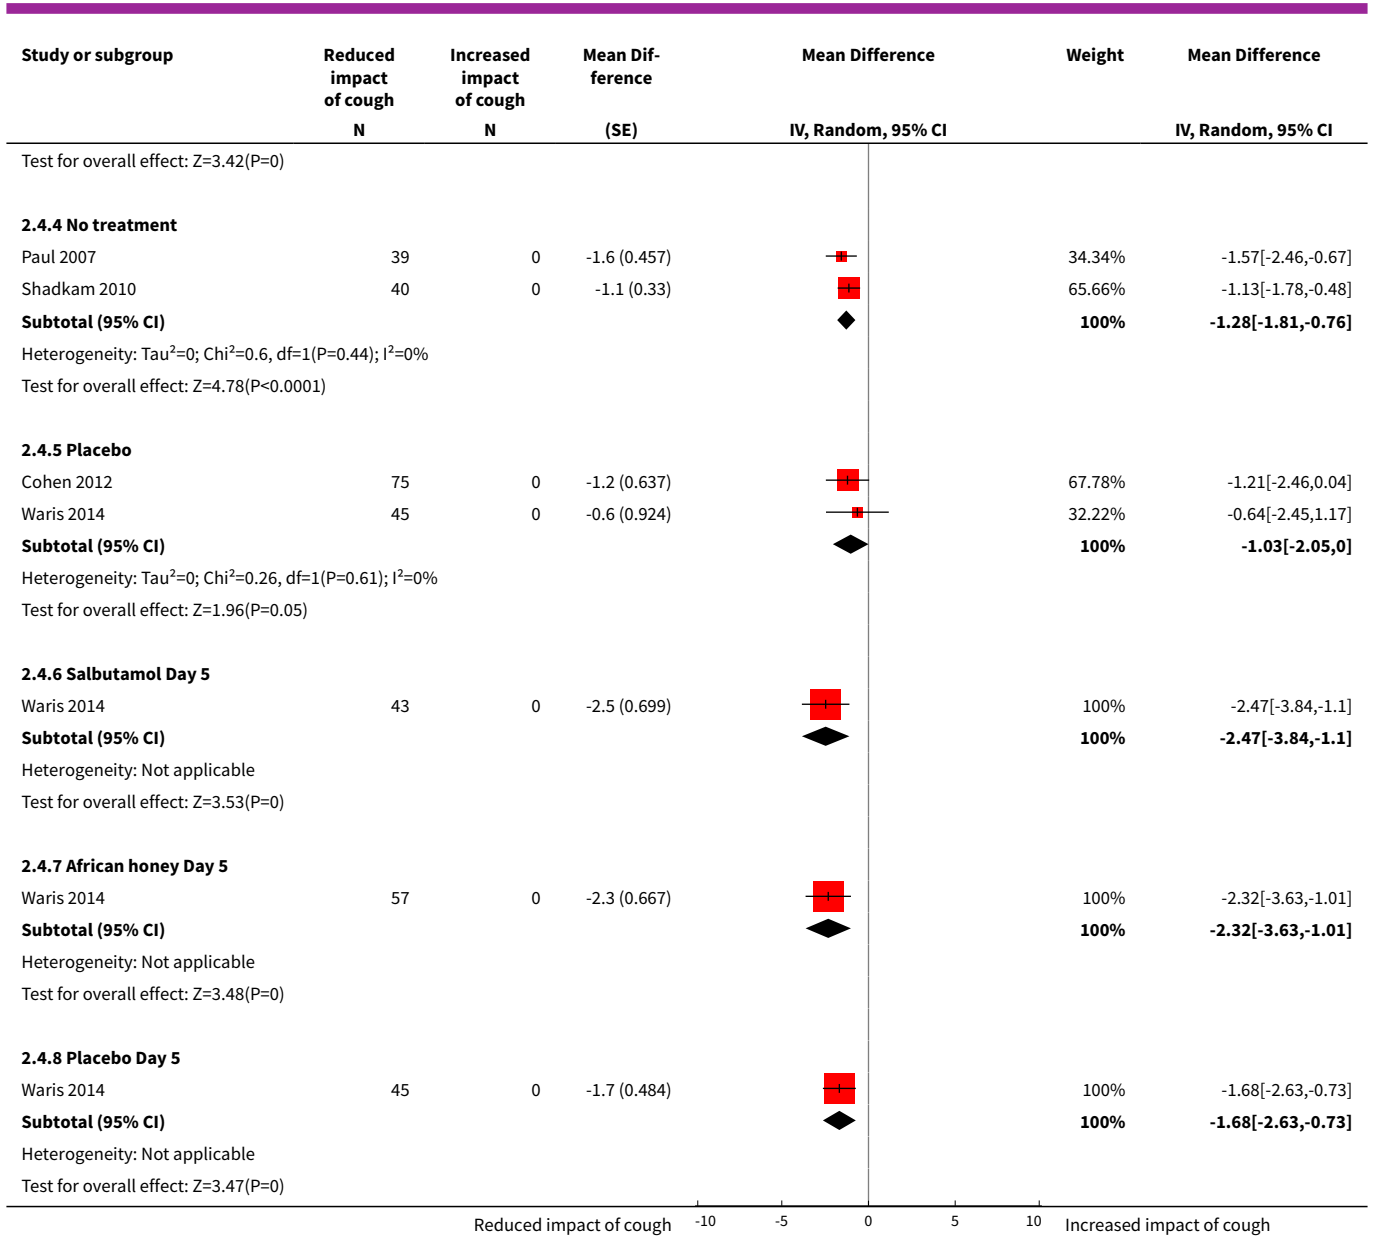 Study or subgroup Reduced impact of cough Increased impact of cough Mean Dif-ference Mean Difference Weight Mean Difference
N N (SE) IV, Random, 95% CI IV, Random, 95% CI
Test for overall effect: Z=3.42(P=0)
2.4.4 No treatment
Paul 2007 39 0 -1.6 (0.457) 34.34% -1.57[-2.46,-0.67]
Shadkam 2010 40 0 -1.1 (0.33) 65.66% -1.13[-1.78,-0.48]
Subtotal (95% CI) 100% -1.28[-1.81,-0.76]
Heterogeneity: Tau²=0; Chi²=0.6, df=1(P=0.44); I²=0%
Test for overall effect: Z=4.78(P<0.0001)
2.4.5 Placebo
Cohen 2012 75 0 -1.2 (0.637) 67.78% -1.21[-2.46,0.04]
Waris 2014 45 0 -0.6 (0.924) 32.22% -0.64[-2.45,1.17]
Subtotal (95% CI) 100% -1.03[-2.05,0]
Heterogeneity: Tau²=0; Chi²=0.26, df=1(P=0.61); I²=0%
Test for overall effect: Z=1.96(P=0.05)
2.4.6 Salbutamol Day 5
Waris 2014 43 0 -2.5 (0.699) 100% -2.47[-3.84,-1.1]
Subtotal (95% CI) 100% -2.47[-3.84,-1.1]
Heterogeneity: Not applicable
Test for overall effect: Z=3.53(P=0)
2.4.7 African honey Day 5
Waris 2014 57 0 -2.3 (0.667) 100% -2.32[-3.63,-1.01]
Subtotal (95% CI) 100% -2.32[-3.63,-1.01]
Heterogeneity: Not applicable
Test for overall effect: Z=3.48(P=0)
2.4.8 Placebo Day 5
Waris 2014 45 0 -1.7 (0.484) 100% -1.68[-2.63,-0.73]
Subtotal (95% CI) 100% -1.68[-2.63,-0.73]
Heterogeneity: Not applicable
Test for overall effect: Z=3.47(P=0)
Reduced impact of cough -10 -5 0 5 10 Increased impact of cough